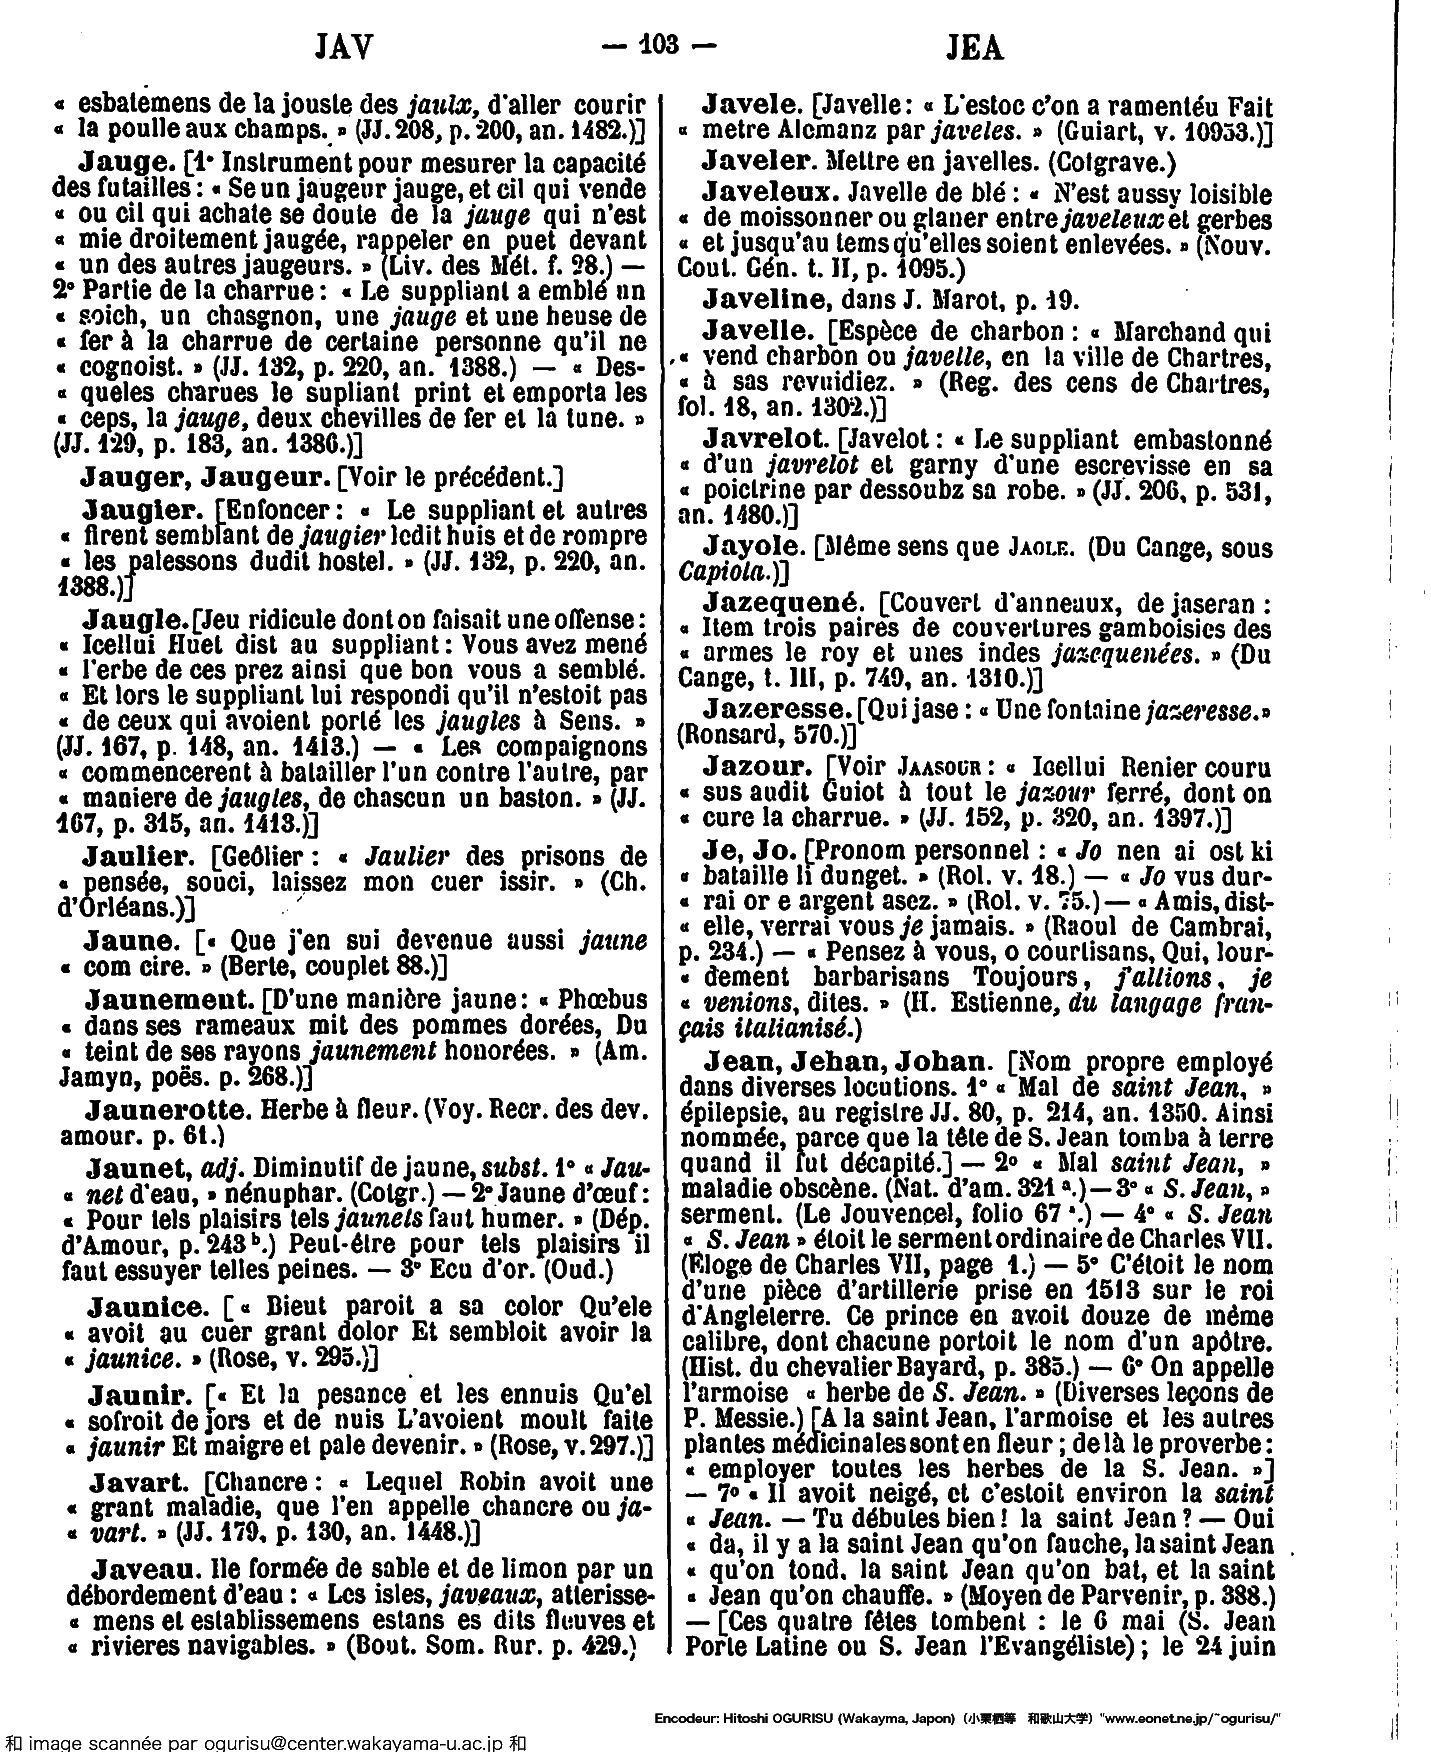 JAV — 103 — JEA
« esbatemens de la jouste des jaulx, d'aller courir
« la poulle aux champs. » (JJ. 208, p. 200, an. 1482.)]
Jauge. [1° Instrument pour mesurer la capacité
des futailles : « Se un jaugeur jauge, et cil qui vende
« ou cil qui achate se doute de la jauge qui n'est
« mie droitement jaugée, rappeler en puet devant
« un des autres jaugeurs. » (Liv. des Mét. f. 28.) —
2° Partie de la charrue : « Le suppliant a emblé un
« soich, un chasgnon, une jauge et une heuse de
« fer à la charrue de certaine personne qu'il ne
« cognoist. » (JJ. 132, p. 220, an. 1388.) — « Des-
« queles charues le supliant print et emporta les
« ceps, la jauge, deux chevilles de fer et la tune. »
(JJ. 129, p. 183, an. 1386.)]
Jauger, Jaugeur. [Voir le précédent.]
Jaugier. [Enfoncer : « Le suppliant et autres
« firent semblant de jaugier ledit huis et de rompre
« les palessons dudit hostel. » (JJ. 132, p. 220, an.
1388.)]
Jaugle. [Jeu ridicule dont on faisait une offense :
« Icellui Huet dist au suppliant : Vous avez mené
« l'erbe de ces prez ainsi que bon vous a semblé.
« Et lors le suppliant lui respondi qu'il n'estoit pas
« de ceux qui avoient porté les jaugles à Sens. »
(JJ. 167, p. 148, an. 1413.) — « Les compaignons
« commencerent à batailler l'un contre l'autre, par
« maniere de jaugles, de chascun un baston. » (JJ.
167, p. 315, an. 1413.)]
Jaulier. [Geôlier : « Jaulier des prisons de
« pensée, souci, laissez mon cuer issir. » (Ch.
d'Orléans.)]
Jaune. [« Que j'en sui devenue aussi jaune
« com cire. » (Berte, couplet 88.)]
Jaunement. [D'une manière jaune : « Phœbus
« dans ses rameaux mit des pommes dorées, Du
« teint de ses rayons jaunement honorées. » (Am.
Jamyn, poës. p. 268.)]
Jaunerotte. Herbe à fleur. (Voy. Recr. des dev.
amour. p. 61.)
Jaunet, adj. Diminutif de jaune, subst. 1° « Jau-
« net d'eau, » nénuphar. (Cotgr.) — 2° Jaune d'œuf :
« Pour tels plaisirs tels jaunets faut humer. » (Dép.
d'Amour, p. 243 b.) Peut-être pour tels plaisirs il
faut essuyer telles peines. — 3° Ecu d'or. (Oud.)
Jaunice. [« Bieut paroit a sa color Qu'ele
« avoit au cuer grant dolor Et sembloit avoir la
« jaunice. » (Rose, v. 295.)]
Jaunir. [« Et la pesance et les ennuis Qu'el
« sofroit de jors et de nuis L'avoient moult faite
« jaunir Et maigre et pale devenir. » (Rose, v. 297.)]
Javart. [Chancre : « Lequel Robin avoit une
« grant maladie, que l'en appelle chancre ou ja-
« vart. » (JJ. 179, p. 130, an. 1448.)]
Javeau. Ile formée de sable et de limon par un
débordement d'eau : « Les isles, javeaux, atterisse-
« mens et establissemens estans es dits fleuves et
« rivieres navigables. » (Bout. Som. Rur. p. 429.)
Javele. [Javelle : « L'estoc c'on a ramentéu Fait
« metre Alemanz par javeles. » (Guiart, v. 10953.)]
Javeler. Mettre en javelles. (Cotgrave.)
Javeleux. Javelle de blé : « N'est aussy loisible
« de moissonner ou glaner entre javeleux et gerbes
« et jusqu'au tems qu'elles soient enlevées. » (Nouv.
Cout. Gén. t. II, p. 1095.)
Javeline, dans J. Marot, p. 19.
Javelle. [Espèce de charbon : « Marchand qui
« vend charbon ou javelle, en la ville de Chartres,
« à sas revuidiez. » (Reg. des cens de Chartres,
fol. 18, an. 1302.)]
Javrelot. [Javelot : « Le suppliant embastonné
« d'un javrelot et garny d'une escrevisse en sa
« poictrine par dessoubz sa robe. » (JJ. 206, p. 531,
an. 1480.)]
Jayole. [Même sens que JAOLE. (Du Cange, sous
Capiola.)]
Jazequené. [Couvert d'anneaux, de jaseran :
« Item trois paires de couvertures gamboisies des
« armes le roy et unes indes jazequenées. » (Du
Cange, t. III, p. 749, an. 1310.)]
Jazeresse. [Qui jase : « Une fontaine jazeresse. »
(Ronsard, 570.)]
Jazour. [Voir JAASOUR : « Icellui Renier couru
« sus audit Guiot à tout le jazour ferré, dont on
« cure la charrue. » (JJ. 152, p. 320, an. 1397.)]
Je, Jo. [Pronom personnel : « Jo nen ai ost ki
« bataille li dunget. » (Rol. v. 18.) — « Jo vus dur-
« rai or e argent asez. » (Rol. v. 75.) — « Amis, dist-
« elle, verrai vous je jamais. » (Raoul de Cambrai,
p. 234.) — « Pensez à vous, o courtisans, Qui, lour-
« dement barbarisans Toujours, j'allions, je
« venions, dites. » (H. Estienne, du langage fran-
çais italianisé.)
Jean, Jehan, Johan. [Nom propre employé
dans diverses locutions. 1° « Mal de saint Jean, »
épilepsie, au registre JJ. 80, p. 214, an. 1350. Ainsi
nommée, parce que la tête de S. Jean tomba à terre
quand il fut décapité.] — 2° « Mal saint Jean, »
maladie obscène. (Nat. d'am. 321 a.) — 3° « S. Jean, »
serment. (Le Jouvencel, folio 67 a.) — 4° « S. Jean
« S. Jean » étoit le serment ordinaire de Charles VII.
(Éloge de Charles VII, page 1.) — 5° C'étoit le nom
d'une pièce d'artillerie prise en 1513 sur le roi
d'Angleterre. Ce prince en avoit douze de même
calibre, dont chacune portoit le nom d'un apôtre.
(Hist. du chevalier Bayard, p. 385.) — 6° On appelle
l'armoise « herbe de S. Jean. » (Diverses leçons de
P. Messie.) [A la saint Jean, l'armoise et les autres
plantes médicinales sont en fleur ; de là le proverbe :
« employer toutes les herbes de la S. Jean. »]
— 7° « Il avoit neigé, et c'estoit environ la saint
« Jean. — Tu débutes bien ! la saint Jean ? — Oui
« da, il y a la saint Jean qu'on fauche, la saint Jean
« qu'on tond, la saint Jean qu'on bat, et la saint
« Jean qu'on chauffe. » (Moyen de Parvenir, p. 388.)
— [Ces quatre fêtes tombent : le 6 mai (S. Jean
Porte Latine ou S. Jean l'Evangéliste) ; le 24 juin
Encodeur: Hitoshi OGURISU (Wakayma, Japon) (小栗栖等 和歌山大学) "www.eonet.ne.jp/~ogurisu/"
和 image scannée par ogurisu@center.wakayama-u.ac.jp 和